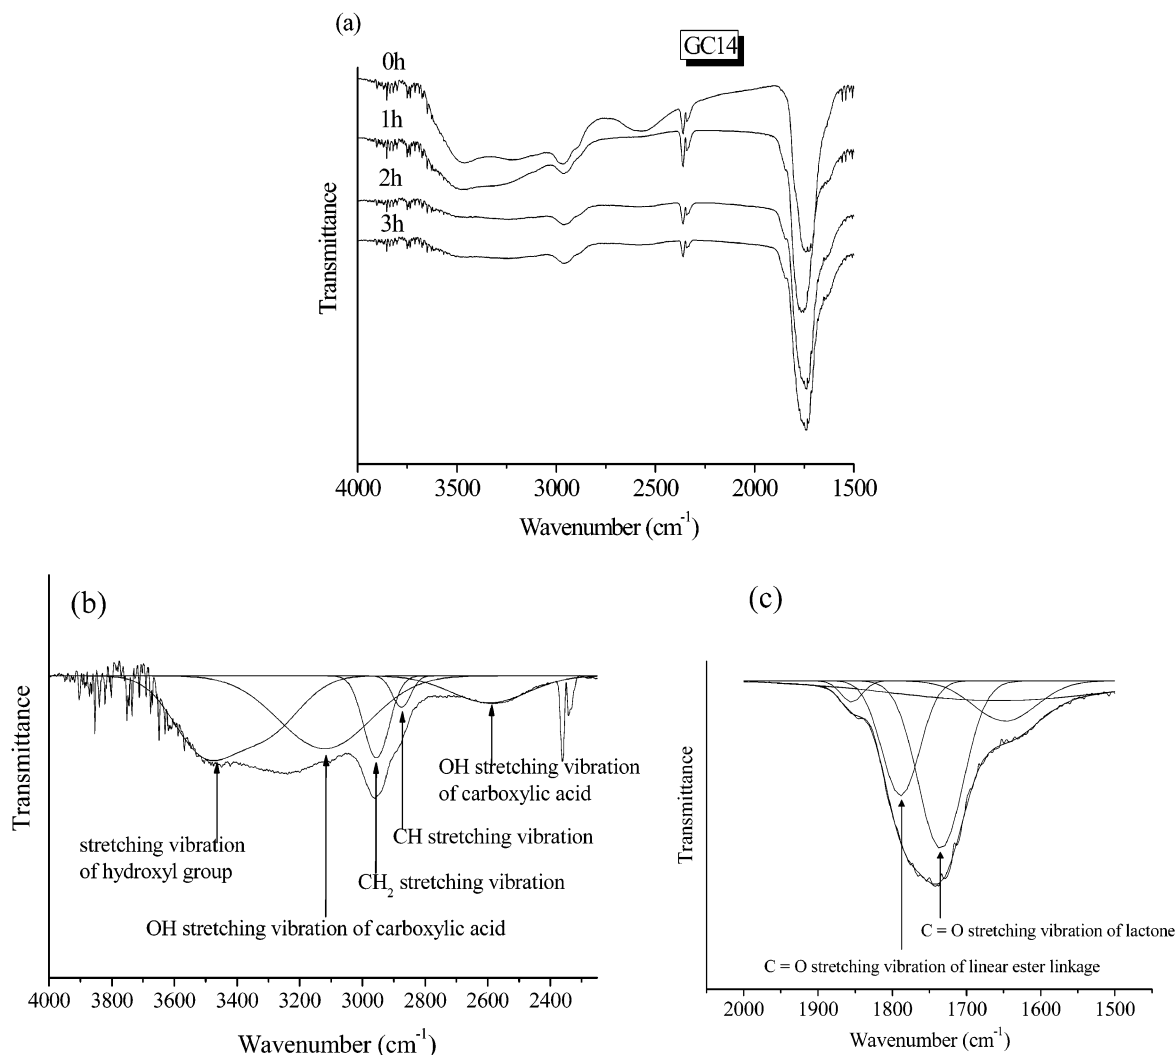 (a)
GC14
0h
1h
2h
3h
Transmittance
4000 3500 3000 2500 2000 1500
Wavenumber (cm-1)
(b)
Transmittance
stretching vibration
of hydroxyl group
OH stretching vibration of carboxylic acid
CH2 stretching vibration
CH stretching vibration
OH stretching vibration
of carboxylic acid
4000 3800 3600 3400 3200 3000 2800 2600 2400
Wavenumber (cm-1)
(c)
Transmittance
C = O stretching vibration of lactone
C = O stretching vibration of linear ester linkage
2000 1900 1800 1700 1600 1500
Wavenumber (cm-1)